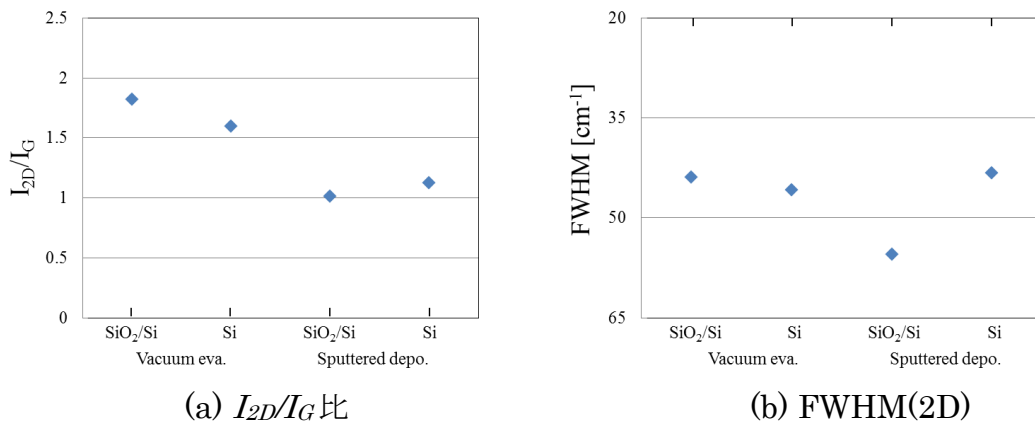 2.5
2
1.5
1
0.5
0
I2D/IG
SiO2/Si Si SiO2/Si Si
Vacuum eva. Sputtered depo.
(a) I2D/IG比
20
35
50
65
FWHM [cm-1]
SiO2/Si Si SiO2/Si Si
Vacuum eva. Sputtered depo.
(b) FWHM(2D)